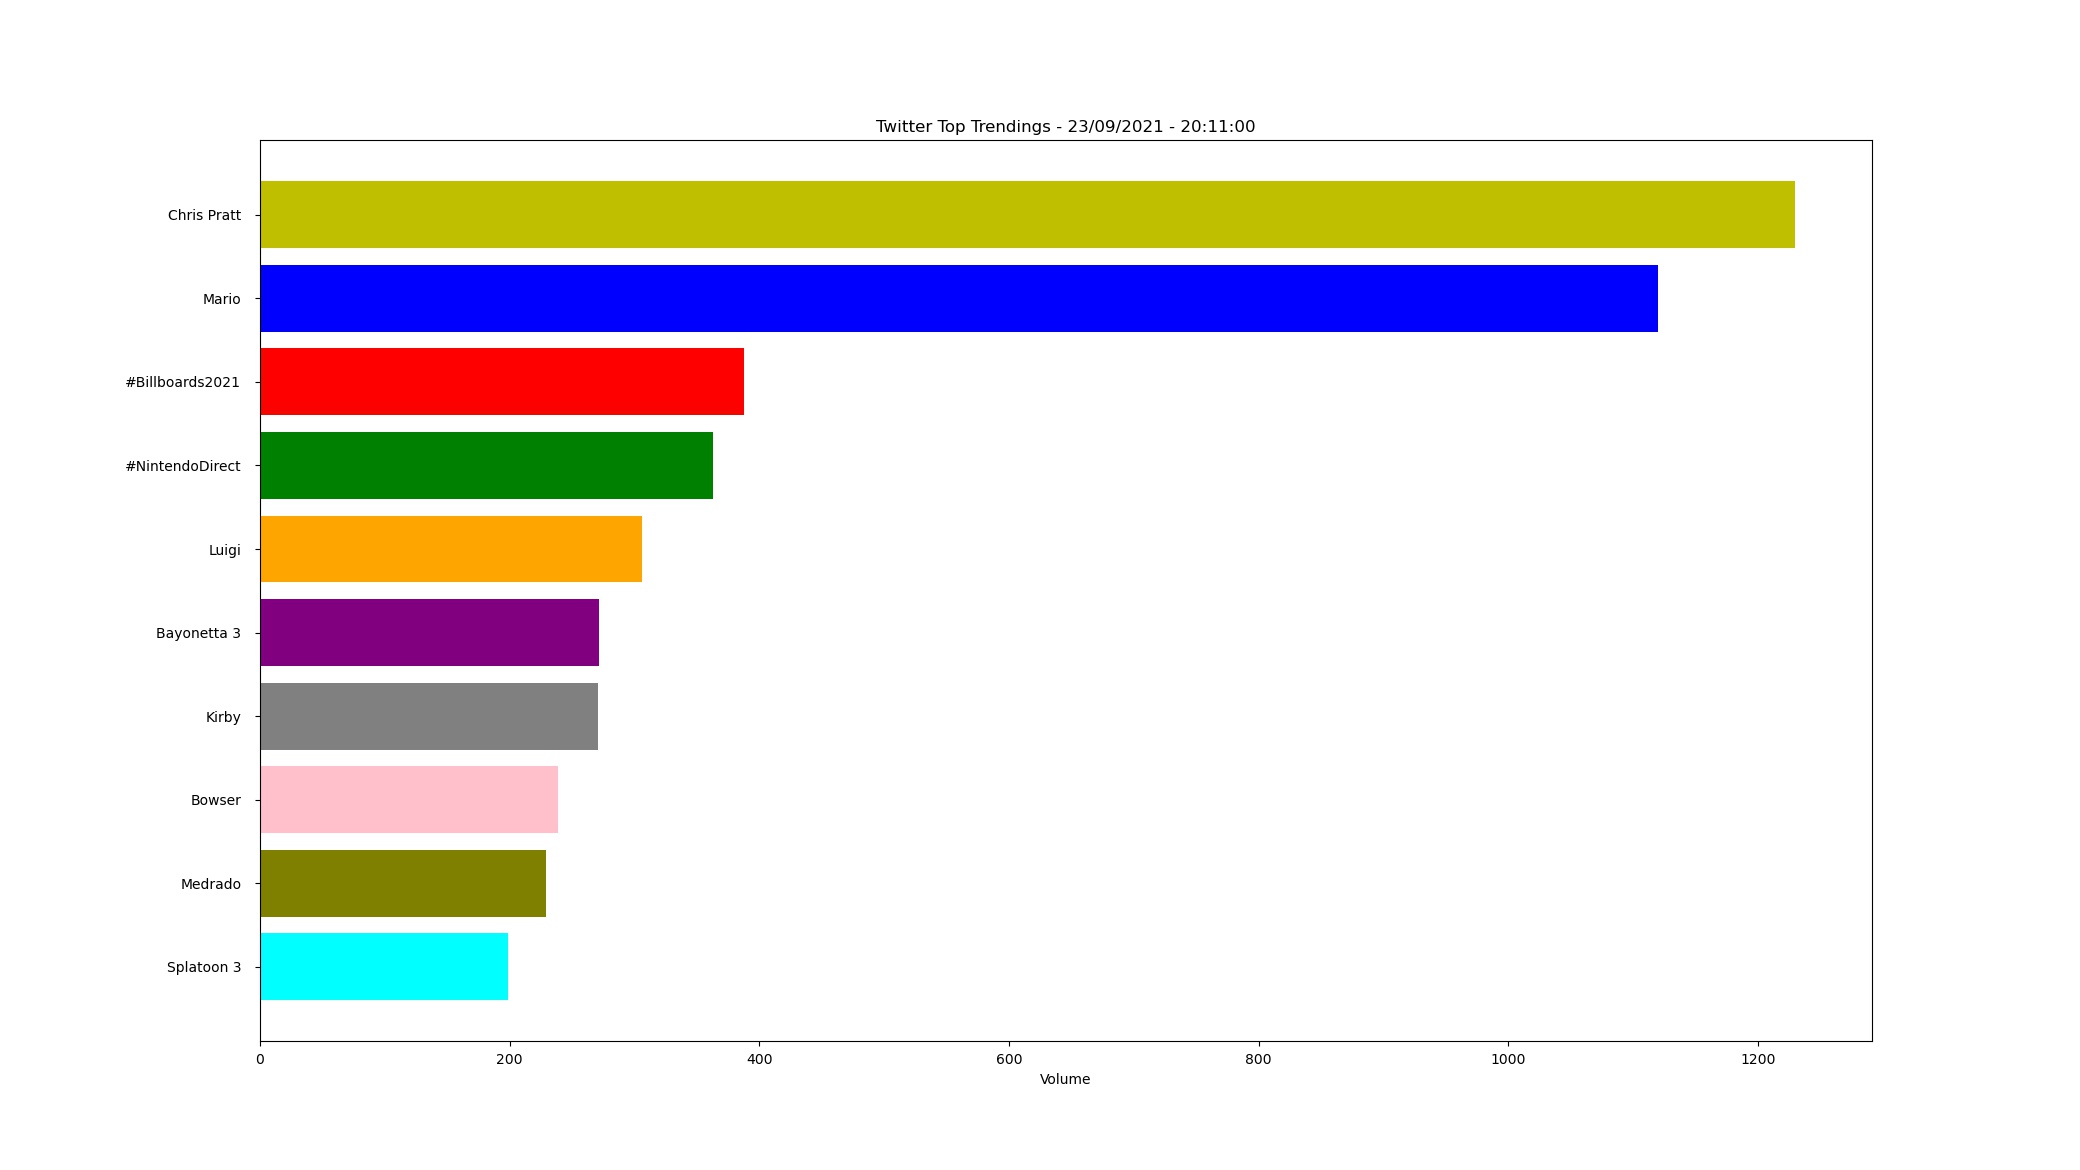 Twitter Top Trendings - 23/09/2021 - 20:11:00
Chris Pratt
Mario
#Billboards2021
#NintendoDirect
Luigi
Bayonetta 3
Kirby
Bowser
Medrado
Splatoon 3
0 200 400 600 800 1000 1200
Volume